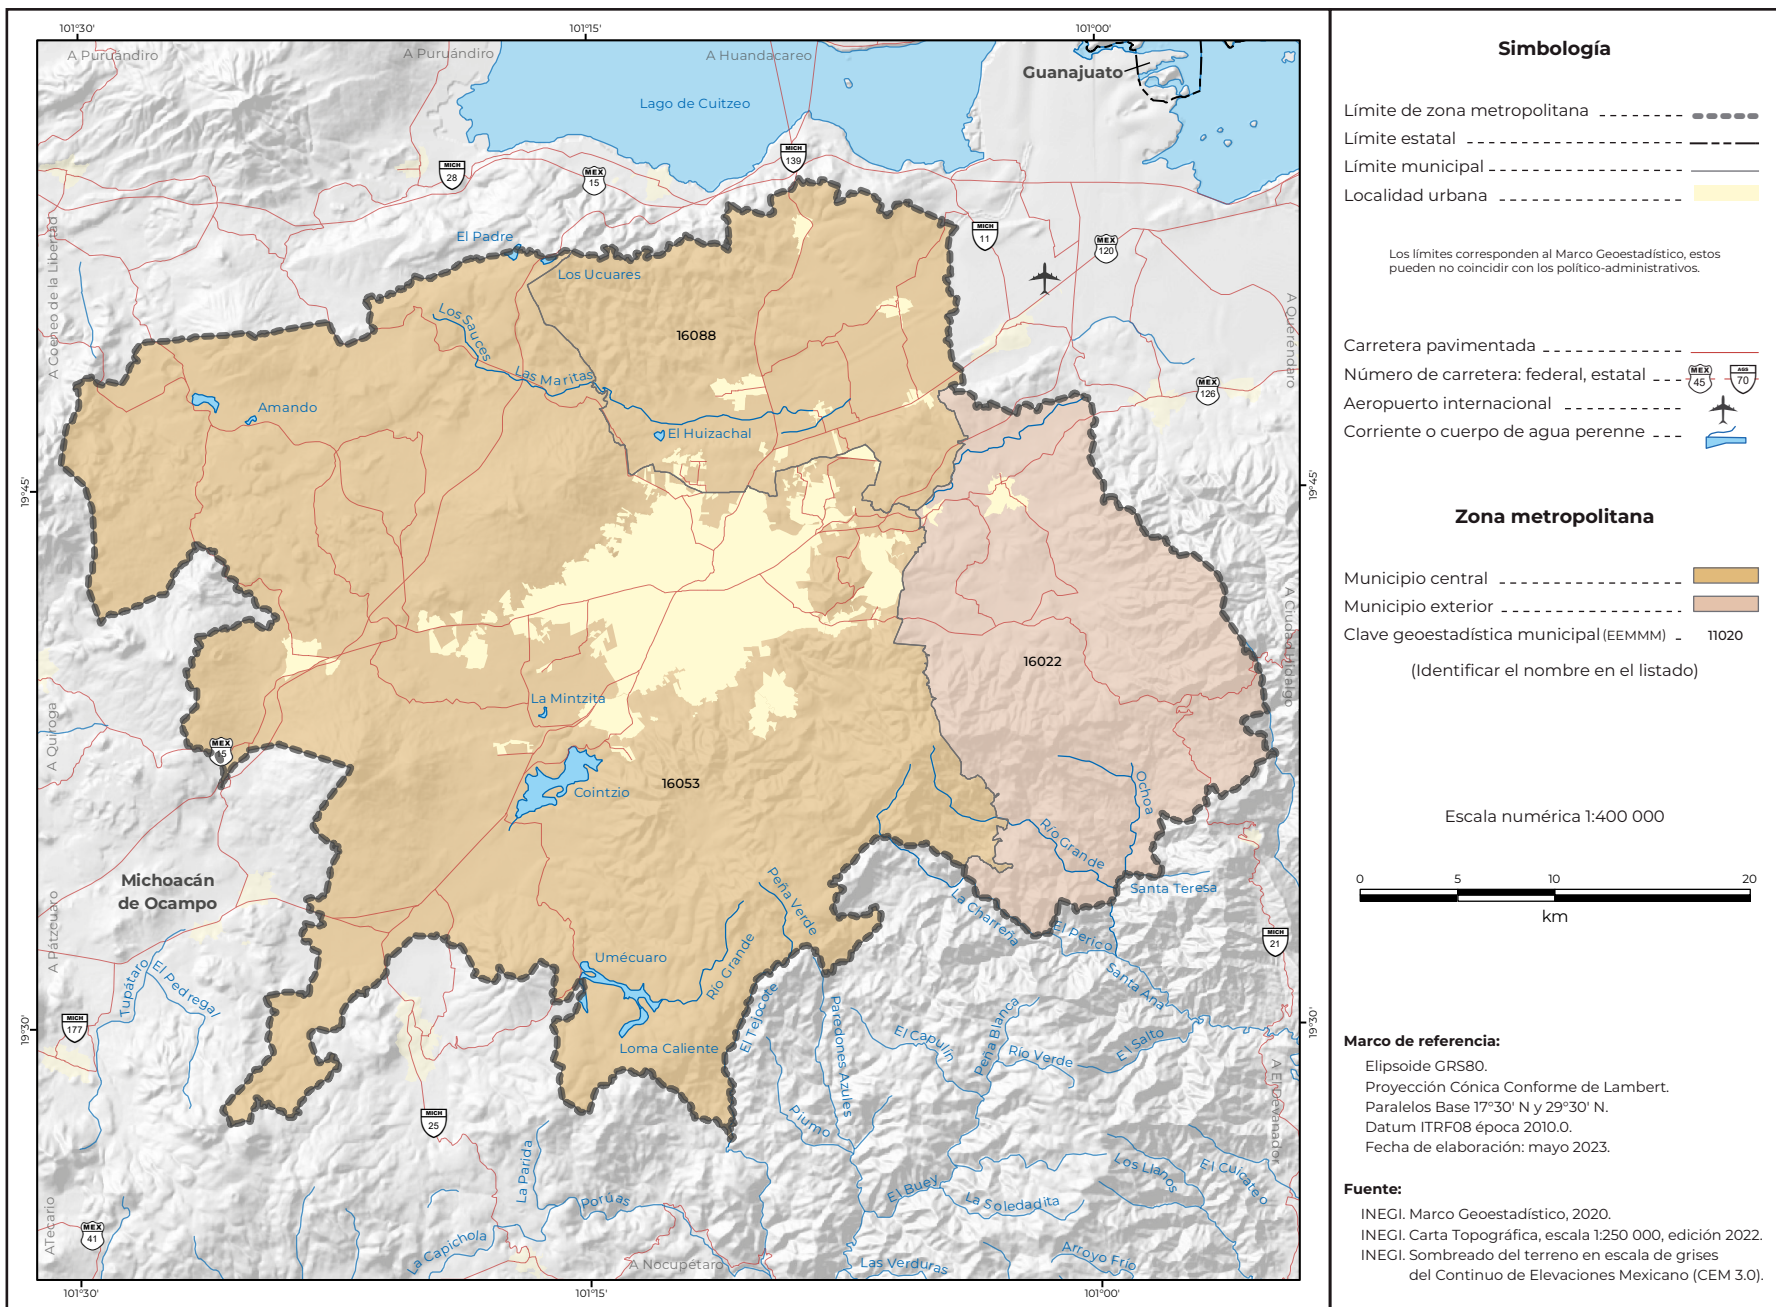 101°30'
101°15'
101°00'
A Puruándiro
A Puruándiro
A Huandacareo
Guanajuato
Lago de Cuitzeo
MICH
139
MICH
28
MEX
15
MICH
11
MEX
120
A Coeneo de la Libertad
El Padre
Los Ucuares
A Queréndaro
Los Sauces
16088
Las Maritas
MEX
126
Amando
El Huizachal
19°45'
19°45'
A Ciudad Hidalgo
16022
La Mintzita
A Quiroga
MEX
15
16053
Cointzio
Ochoa
Río Grande
Michoacán
de Ocampo
Peña Verde
Santa Teresa
La Charreña
A Pátzcuaro
El Perico
MICH
21
Umécuaro
Río Grande
Tupátaro
El Pedregal
Santa Ana
El Tejocote
Paredones Azules
Peña Blanca
El Capulín
MICH
177
19°30'
19°30'
Loma Caliente
Río Verde
El Salto
A El Devanador
MICH
25
Piumo
La Parida
Los Llanos
El Cuicateo
El Buey
La Soledadita
Poruas
ATecario
MEX
41
La Capichola
A Nocupétaro
Las Verduras
Arroyo Frío
101°30'
101°15'
101°00'
Simbología
Límite de zona metropolitana
Límite estatal
Límite municipal
Localidad urbana
Los límites corresponden al Marco Geoestadístico, estos
pueden no coincidir con los político-administrativos.
Carretera pavimentada
Número de carretera: federal, estatal MEX 45 AGS 70
Aeropuerto internacional
Corriente o cuerpo de agua perenne
Zona metropolitana
Municipio central
Municipio exterior
Clave geoestadística municipal (EEMMM) 11020
(Identificar el nombre en el listado)
Escala numérica 1:400 000
0 5 10 20
km
Marco de referencia:
Elipsoide GRS80.
Proyección Cónica Conforme de Lambert.
Paralelos Base 17°30' N y 29°30' N.
Datum ITRF08 época 2010.0.
Fecha de elaboración: mayo 2023.
Fuente:
INEGI. Marco Geoestadístico, 2020.
INEGI. Carta Topográfica, escala 1:250 000, edición 2022.
INEGI. Sombreado del terreno en escala de grises
del Continuo de Elevaciones Mexicano (CEM 3.0).